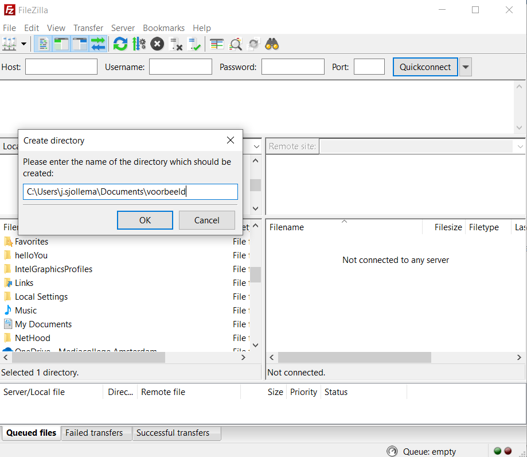 FileZilla
File Edit View Transfer Server Bookmarks Help
Host: Username: Password: Port: Quickconnect
Create directory
Please enter the name of the directory which should be
created:
C:\Users\j.sjollema\Documents\voorbeeld
OK Cancel
Remote site:
Favorites File
helloYou File
IntelGraphicsProfiles File
Links File
Local Settings File
Music File
My Documents File
NetHood File
Selected 1 directory.
Filename Filesize Filetype Las
Not connected to any server
Not connected.
Server/Local file Direc... Remote file Size Priority Status
Queued files Failed transfers Successful transfers
Queue: empty